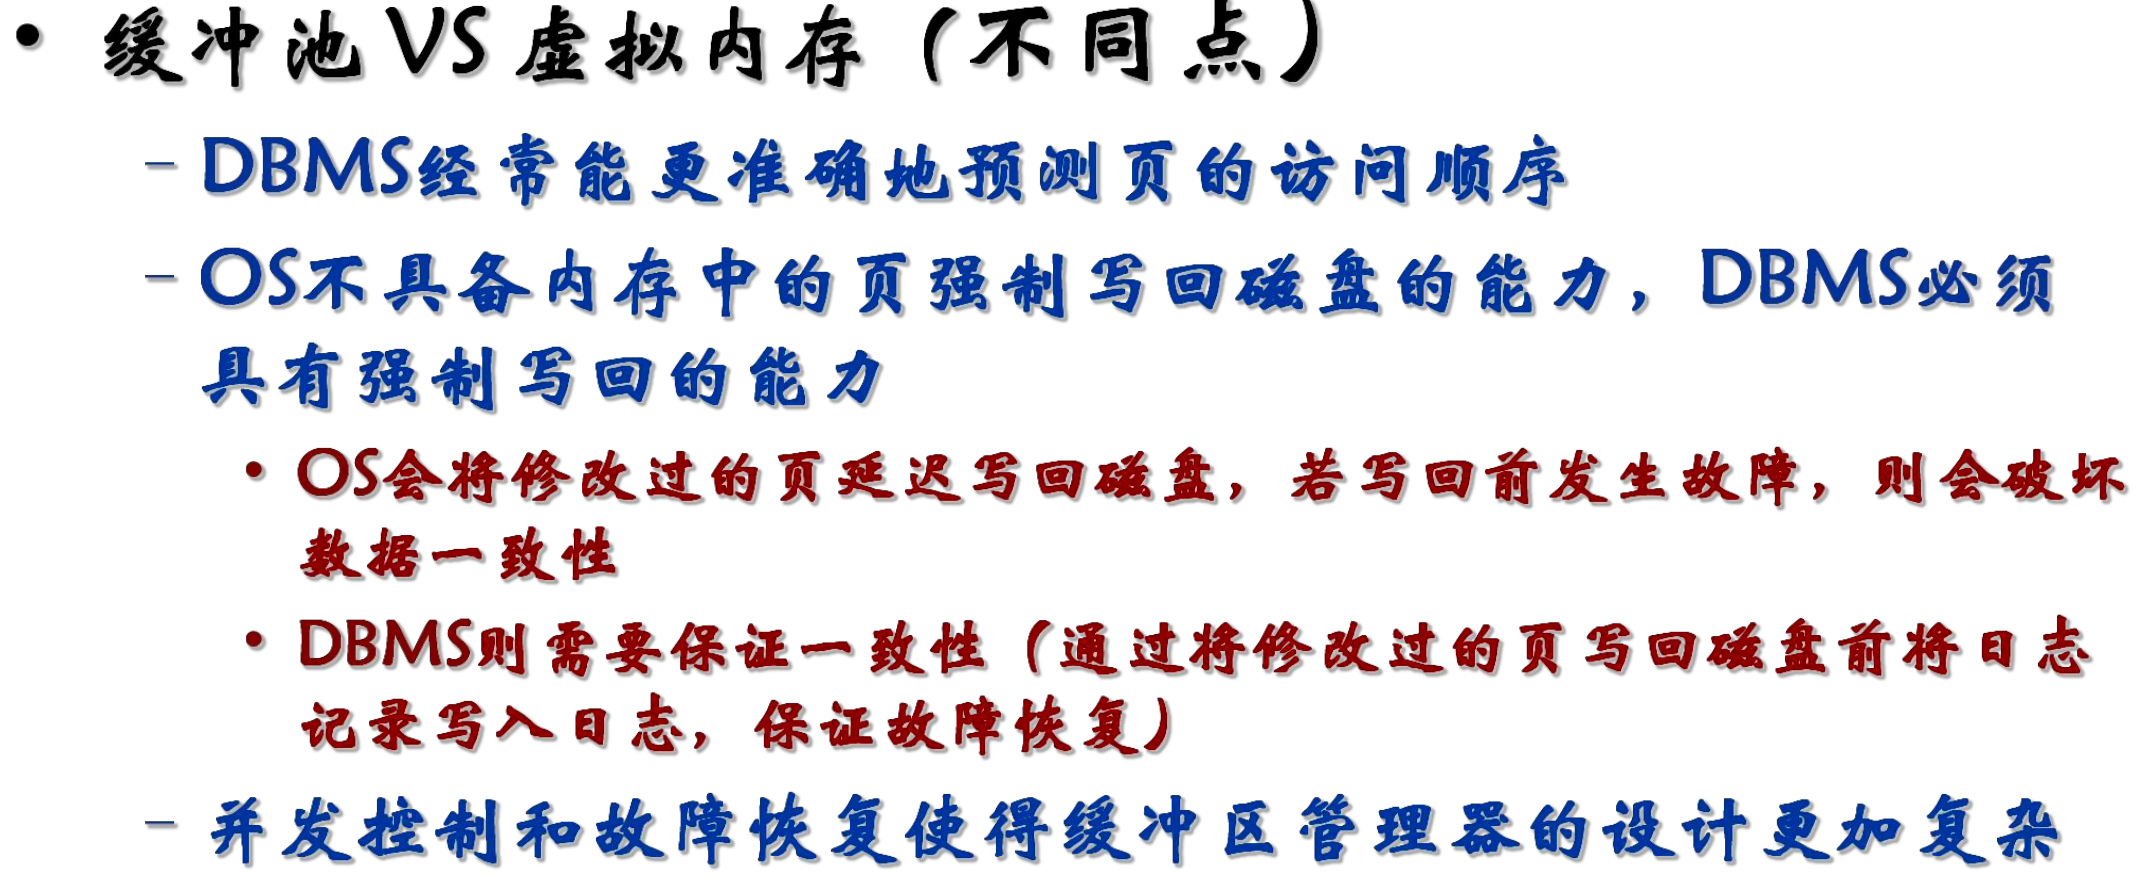 • 缓冲池 VS 虚拟内存（不同点）
– DBMS经常能更准确地预测页的访问顺序
– OS不具备内存中的页强制写回磁盘的能力，DBMS必须
具有强制写回的能力
• OS会将修改过的页延迟写回磁盘，若写回前发生故障，则会破坏
数据一致性
• DBMS则需要保证一致性（通过将修改过的页写回磁盘前将日志
记录写入日志，保证故障恢复）
– 并发控制和故障恢复使得缓冲区管理器的设计更加复杂